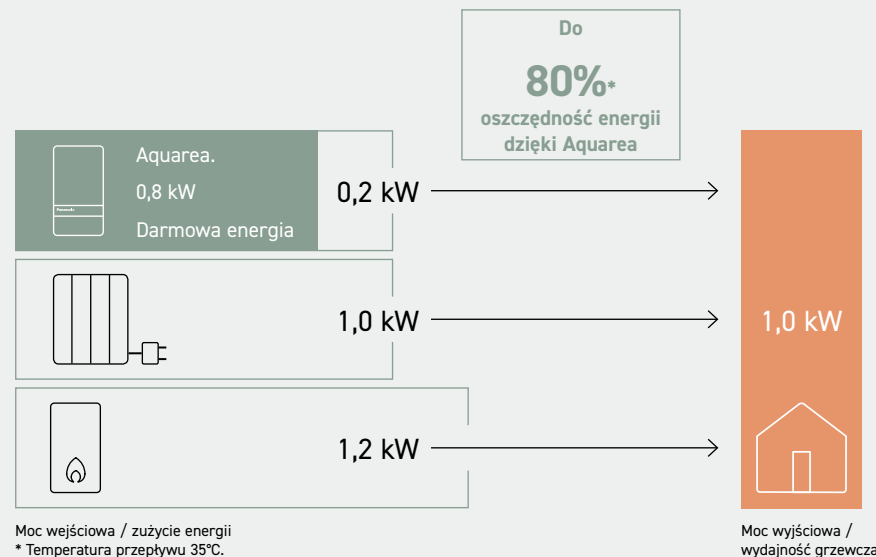 Do
80%*
oszczędność energii
dzięki Aquarea
Aquarea.
0,8 kW
Darmowa energia
Panasonic
0,2 kW
1,0 kW
1,2 kW
1,0 kW
Moc wejściowa / zużycie energii
* Temperatura przepływu 35°C.
Moc wyjściowa /
wydajność grzewcza